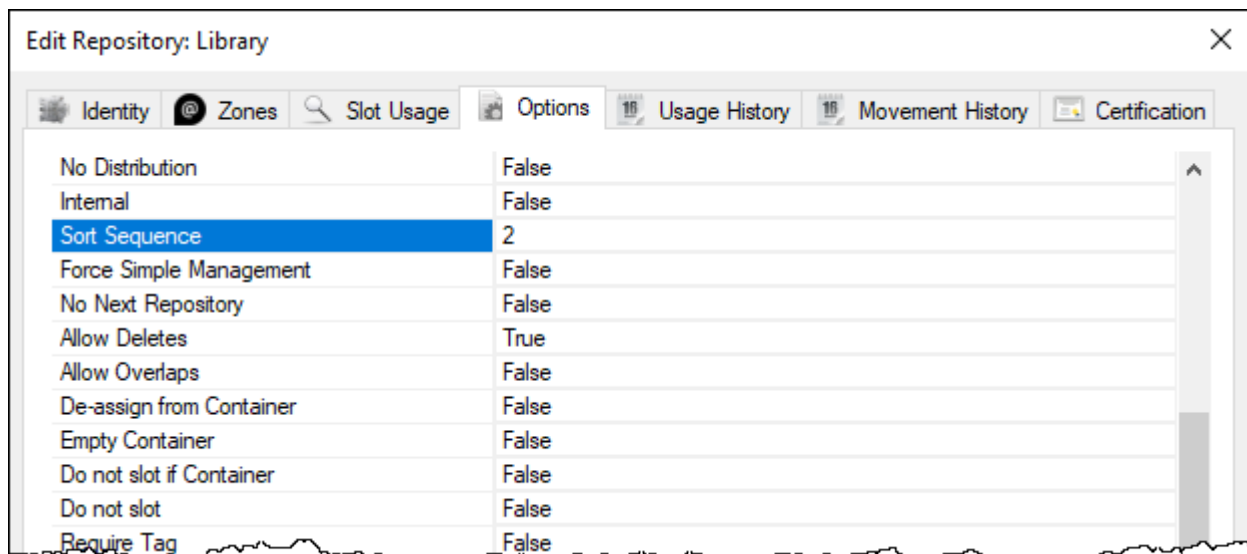 Edit Repository: Library
Identity Zones Slot Usage Options Usage History Movement History Certification
No Distribution False
Internal False
Sort Sequence 2
Force Simple Management False
No Next Repository False
Allow Deletes True
Allow Overlaps False
De-assign from Container False
Empty Container False
Do not slot if Container False
Do not slot False
Require Tag False